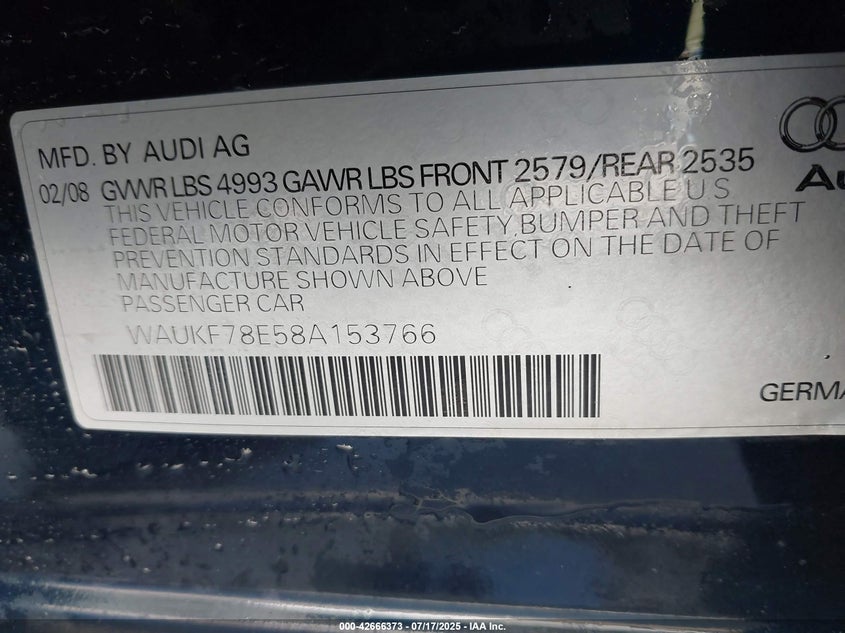 MFD. BY AUDI AG
02/08 GVWR LBS 4993 GAWR LBS FRONT 2579/REAR 2535
THIS VEHICLE CONFORMS TO ALL APPLICABLE U S
FEDERAL MOTOR VEHICLE SAFETY, BUMPER AND THEFT
PREVENTION STANDARDS IN EFFECT ON THE DATE OF
MANUFACTURE SHOWN ABOVE
PASSENGER CAR
WAUKF78E58A153766
Au
GERMA
000-42666373 - 07/17/2025 - IAA Inc.